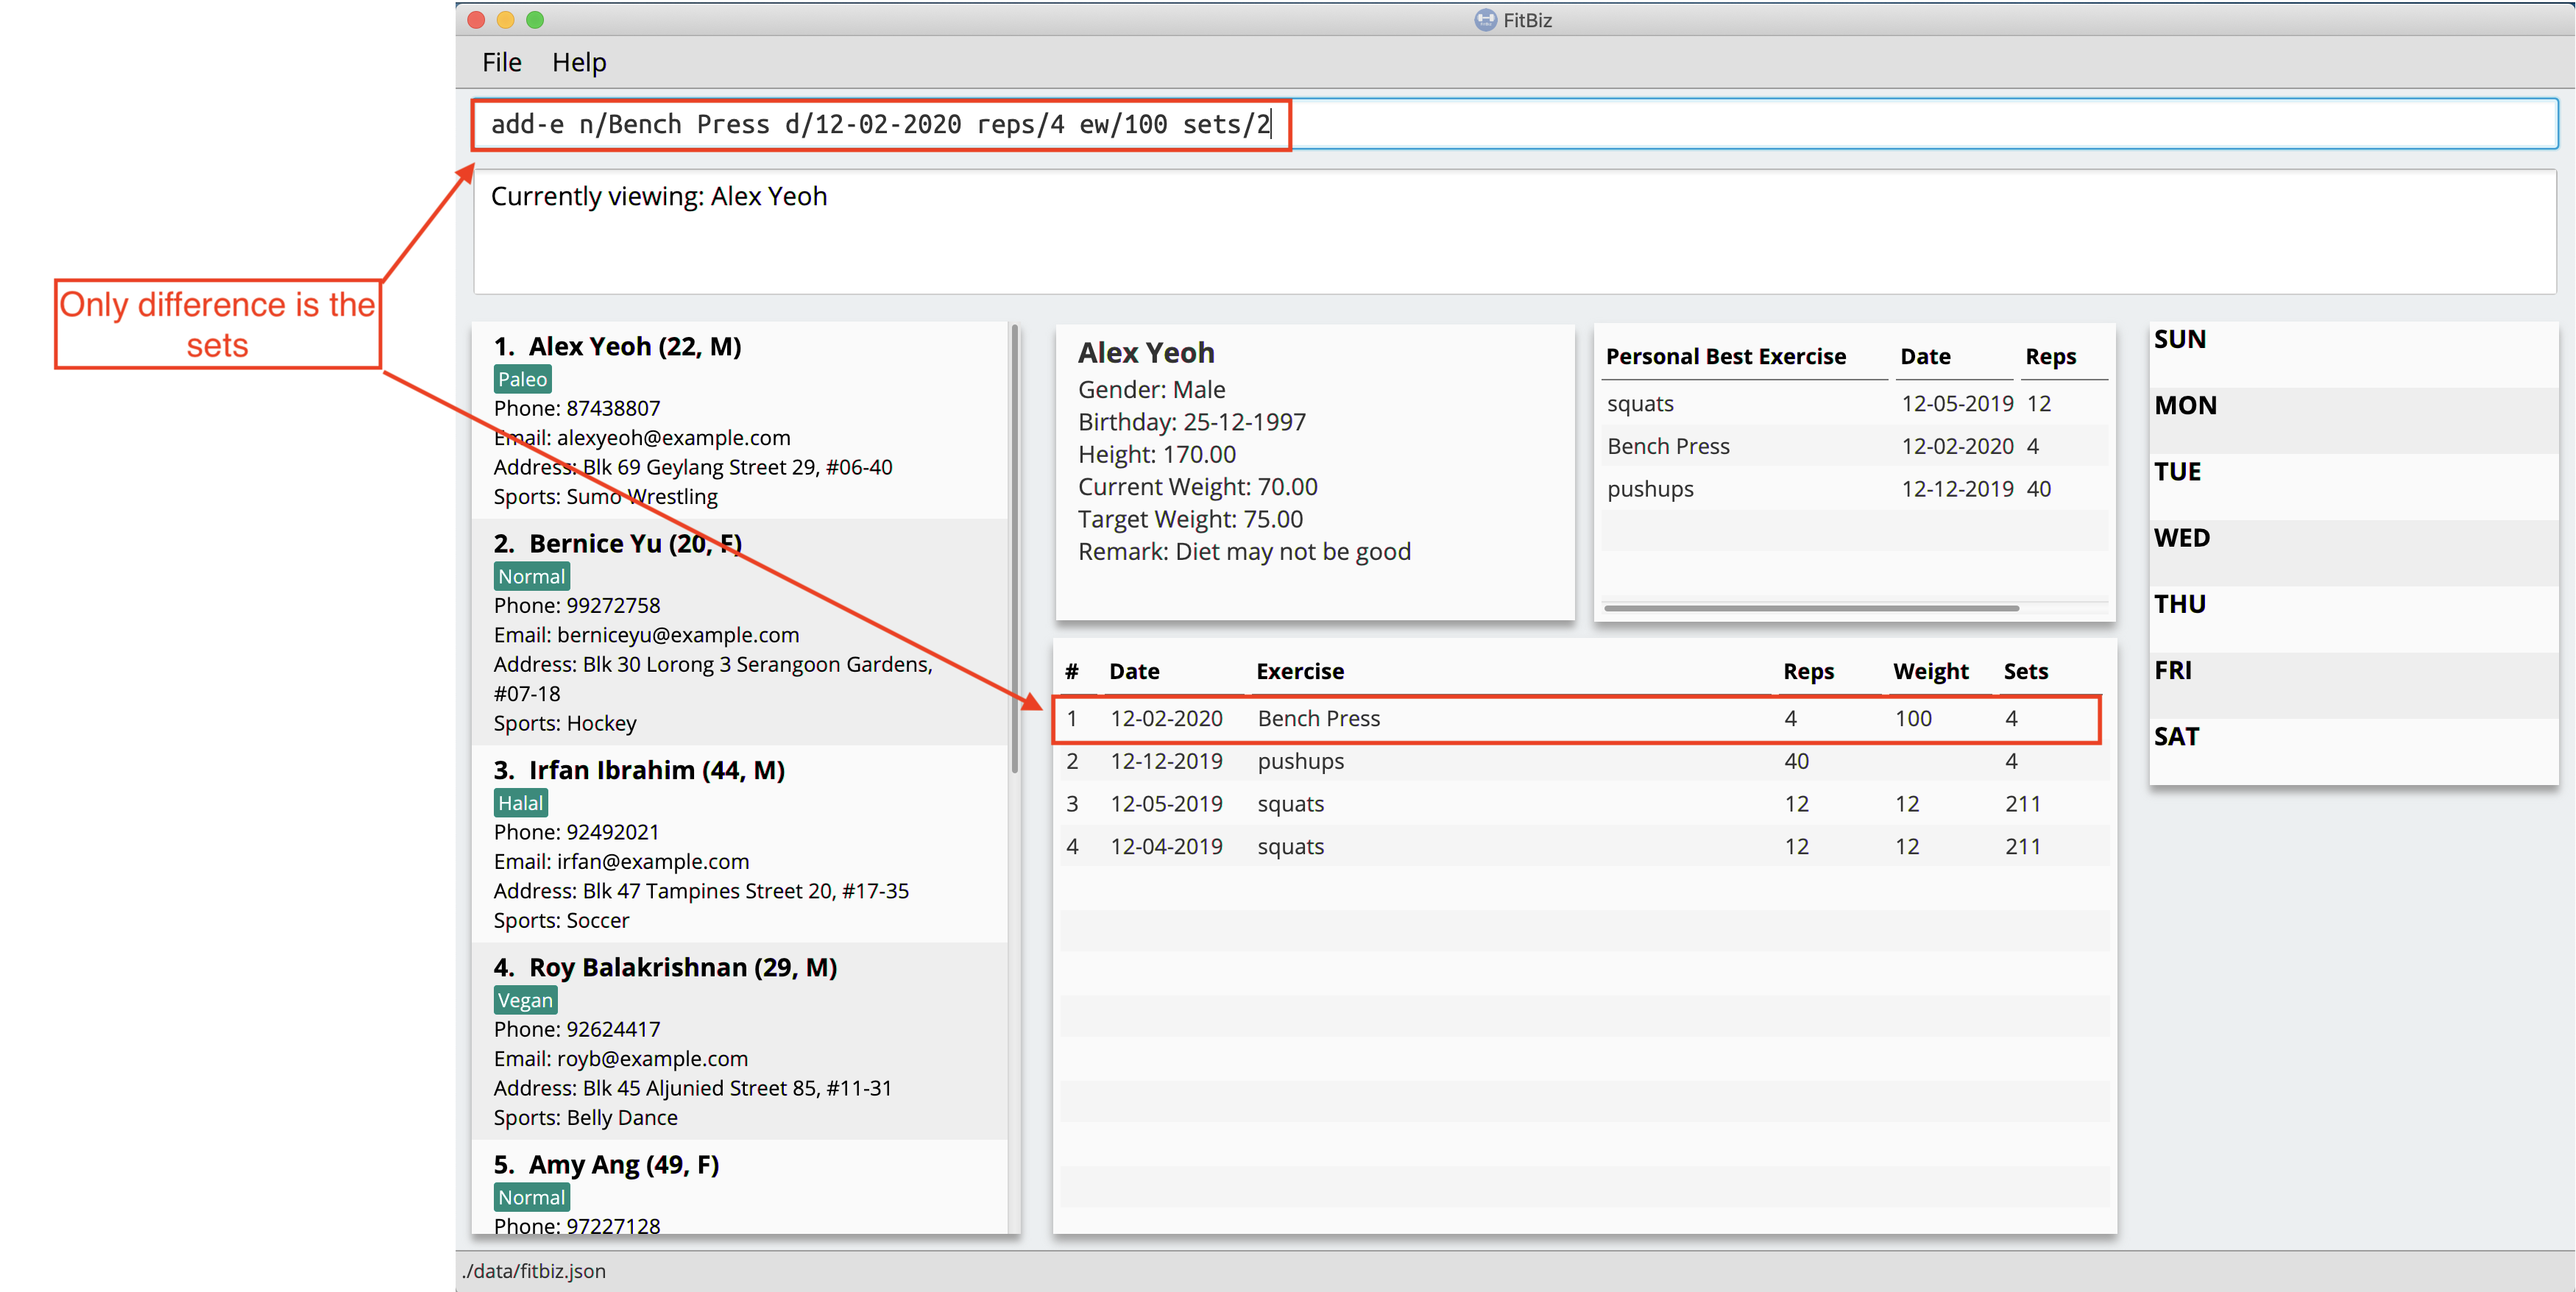 FitBiz
File Help
add-e n/Bench Press d/12-02-2020 reps/4 ew/100 sets/2
Currently viewing: Alex Yeoh
Only difference is the
sets
1. Alex Yeoh (22, M)
Paleo
Phone: 87438807
Email: alexyeoh@example.com
Address: Blk 69 Geylang Street 29, #06-40
Sports: Sumo Wrestling
2. Bernice Yu (20, F)
Normal
Phone: 99272758
Email: berniceyu@example.com
Address: Blk 30 Lorong 3 Serangoon Gardens,
#07-18
Sports: Hockey
3. Irfan Ibrahim (44, M)
Halal
Phone: 92492021
Email: irfan@example.com
Address: Blk 47 Tampines Street 20, #17-35
Sports: Soccer
4. Roy Balakrishnan (29, M)
Vegan
Phone: 92624417
Email: royb@example.com
Address: Blk 45 Aljunied Street 85, #11-31
Sports: Belly Dance
5. Amy Ang (49, F)
Normal
Phone: 97227128
Alex Yeoh
Gender: Male
Birthday: 25-12-1997
Height: 170.00
Current Weight: 70.00
Target Weight: 75.00
Remark: Diet may not be good
Personal Best Exercise Date Reps
squats 12-05-2019 12
Bench Press 12-02-2020 4
pushups 12-12-2019 40
# Date Exercise Reps Weight Sets
1 12-02-2020 Bench Press 4 100 4
2 12-12-2019 pushups 40 4
3 12-05-2019 squats 12 12 211
4 12-04-2019 squats 12 12 211
SUN
MON
TUE
WED
THU
FRI
SAT
./data/fitbiz.json